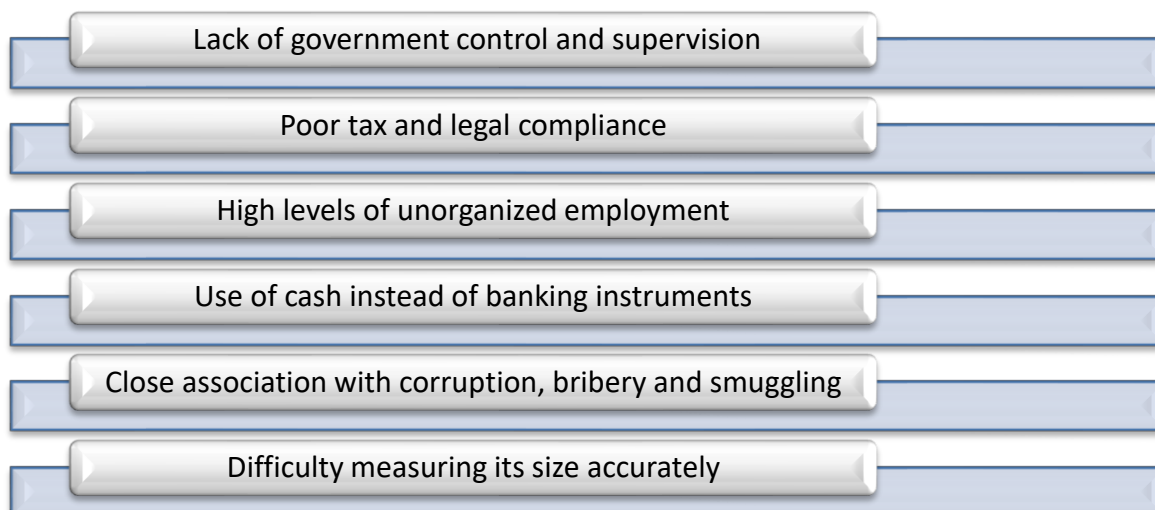 Lack of government control and supervision
Poor tax and legal compliance
High levels of unorganized employment
Use of cash instead of banking instruments
Close association with corruption, bribery and smuggling
Difficulty measuring its size accurately